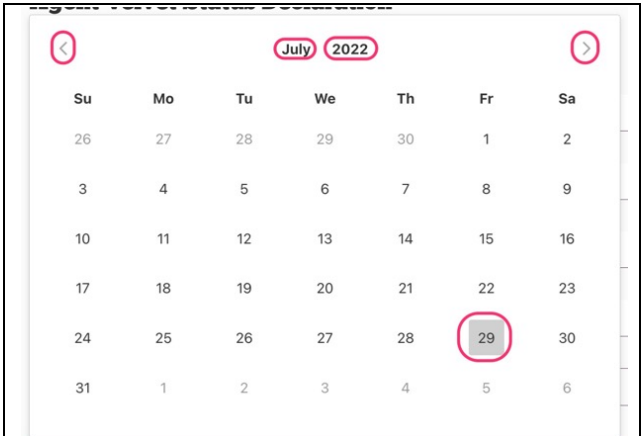 July 2022
Su Mo Tu We Th Fr Sa
26 27 28 29 30 1 2
3 4 5 6 7 8 9
10 11 12 13 14 15 16
17 18 19 20 21 22 23
24 25 26 27 28 29 30
31 1 2 3 4 5 6